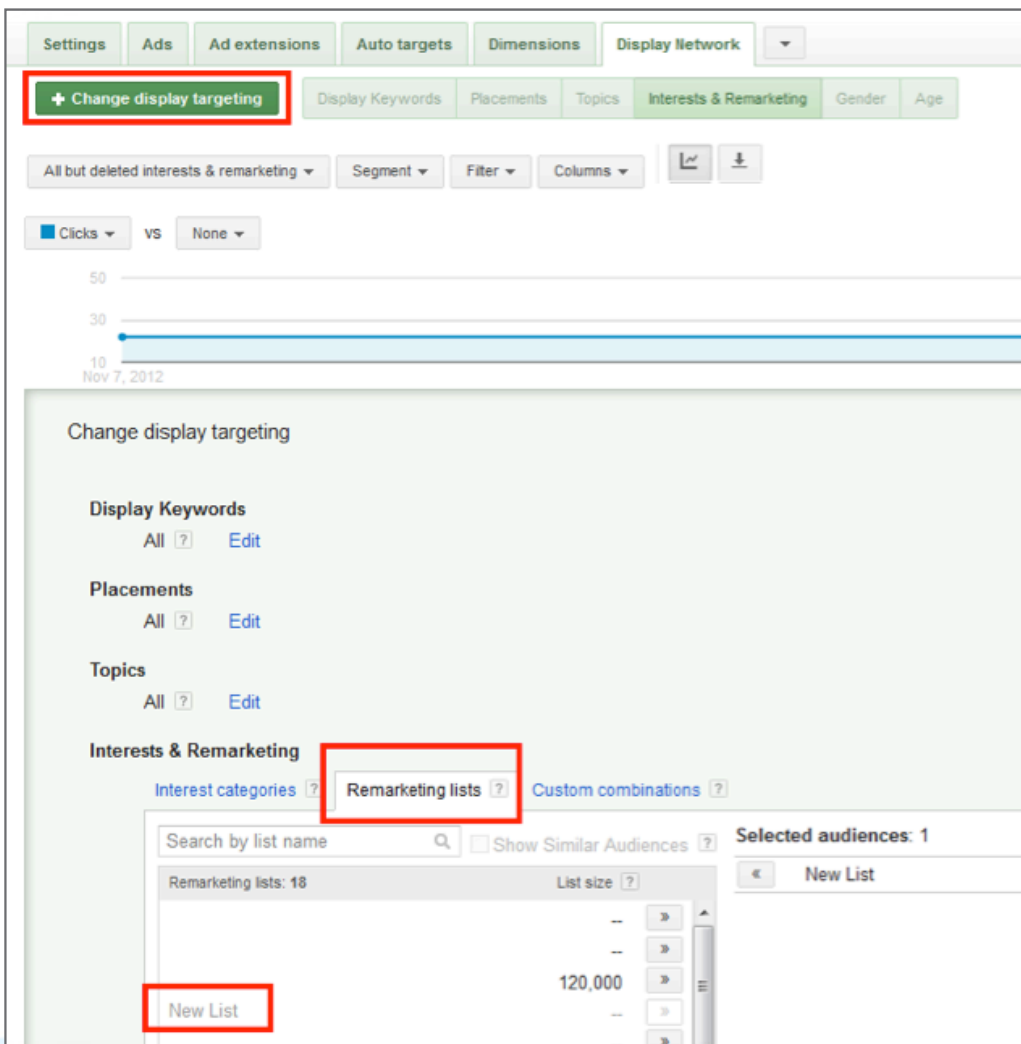 Settings Ads Ad extensions Auto targets Dimensions Display Network
+ Change display targeting Display Keywords Placements Topics Interests & Remarketing Gender Age
All but deleted interests & remarketing Segment Filter Columns
Clicks vs None
50
30
10
Nov 7, 2012
Change display targeting
Display Keywords
All ? Edit
Placements
All ? Edit
Topics
All ? Edit
Interests & Remarketing
Interest categories ? Remarketing lists ? Custom combinations ?
Search by list name Show Similar Audiences ? Selected audiences: 1
Remarketing lists: 18 List size ? « New List
-- »
-- »
120,000 »
New List -- »
»